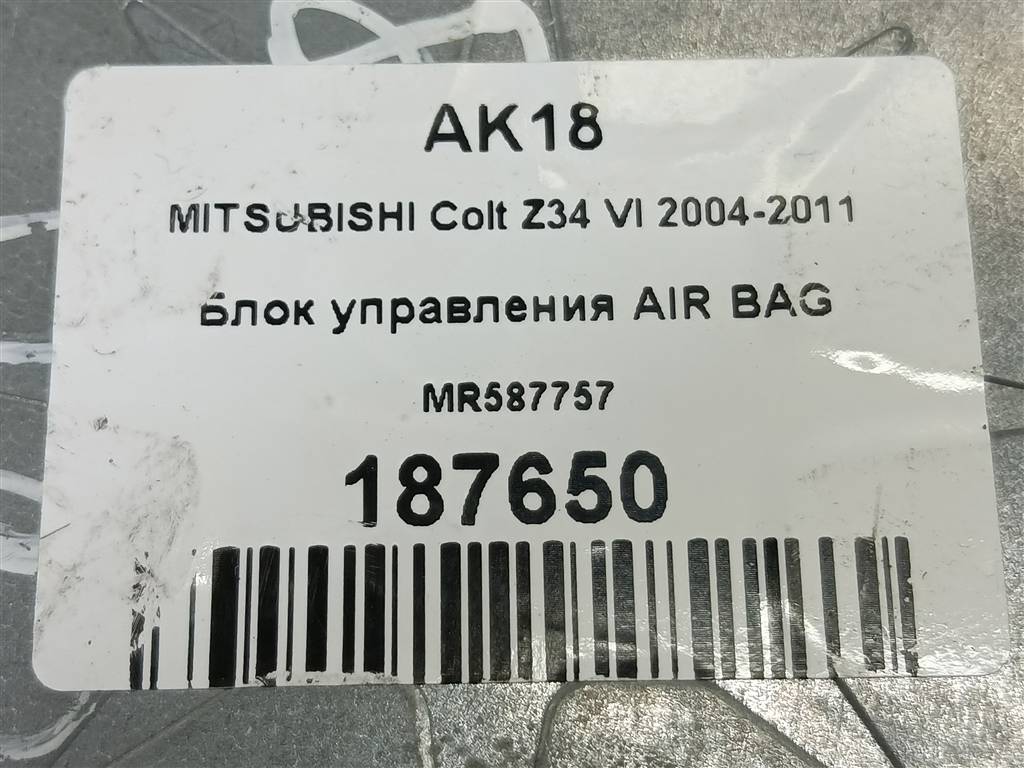 AK18
MITSUBISHI Colt Z34 VI 2004-2011
Блок управления AIR BAG
MR587757
187650